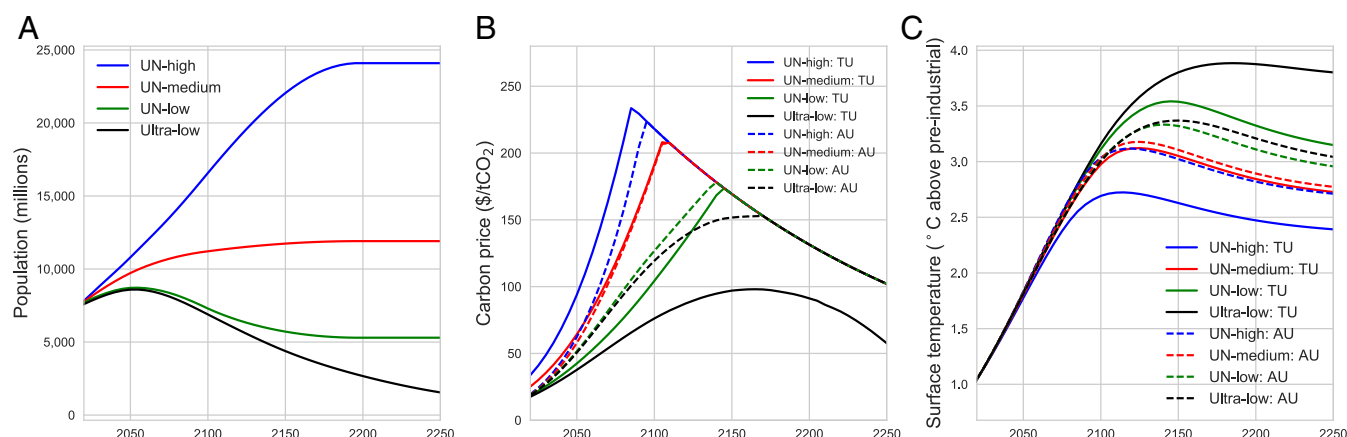 A
Population (millions)
25,000
20,000
15,000
10,000
5,000
0
UN-high
UN-medium
UN-low
Ultra-low
2050
2100
2150
2200
2250
B
Carbon price ($/tCO₂)
250
200
150
100
50
0
UN-high: TU
UN-medium: TU
UN-low: TU
Ultra-low: TU
UN-high: AU
UN-medium: AU
UN-low: AU
Ultra-low: AU
2050
2100
2150
2200
2250
C
Surface temperature (°C above pre-industrial)
4.0
3.5
3.0
2.5
2.0
1.5
1.0
UN-high: TU
UN-medium: TU
UN-low: TU
Ultra-low: TU
UN-high: AU
UN-medium: AU
UN-low: AU
Ultra-low: AU
2050
2100
2150
2200
2250